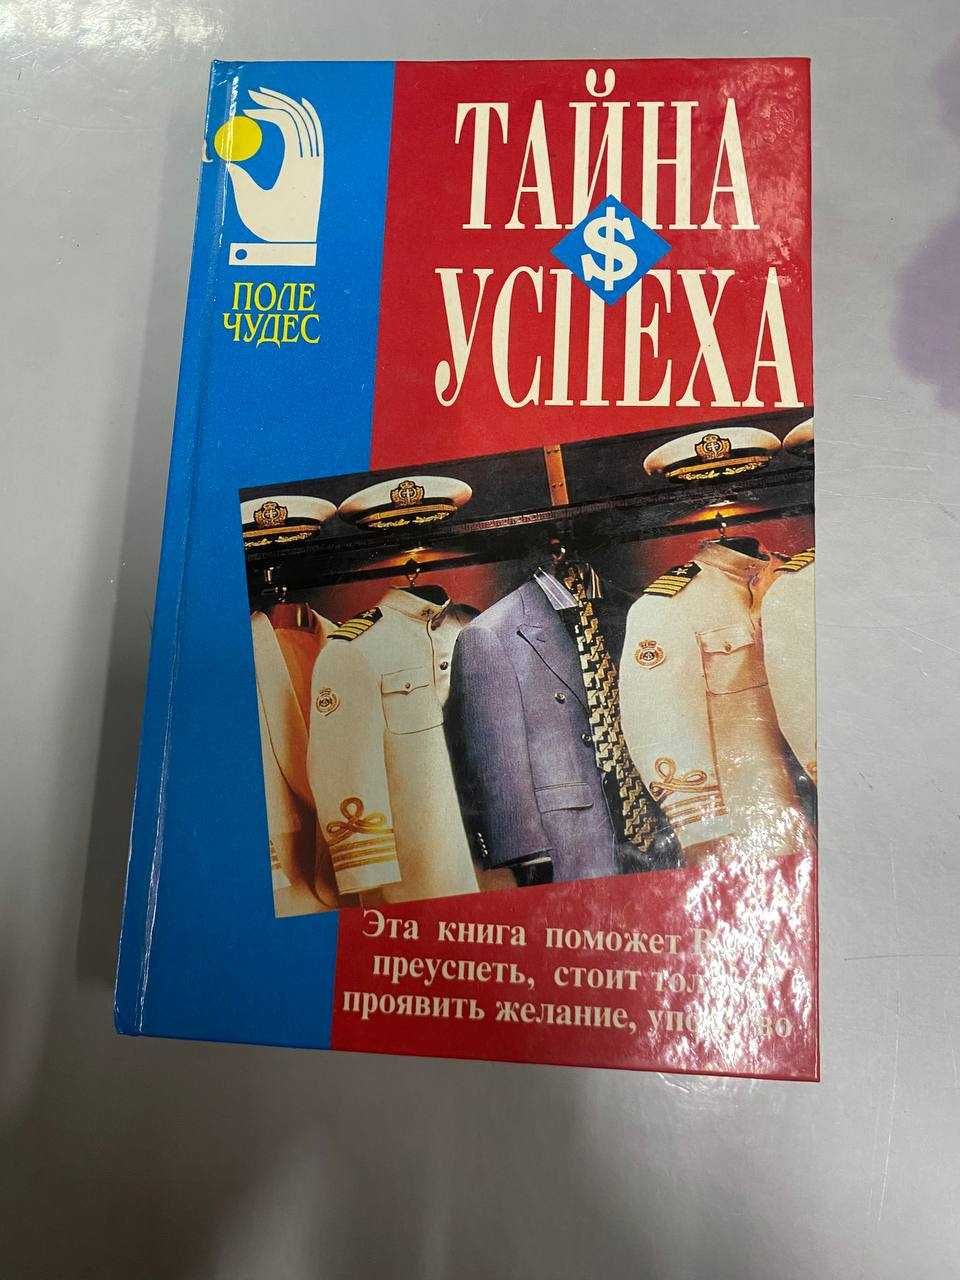 ТАЙНА
$
УСПЕХА
ПОЛЕ
ЧУДЕС
Эта книга поможет
преуспеть, стоит
проявить желание,